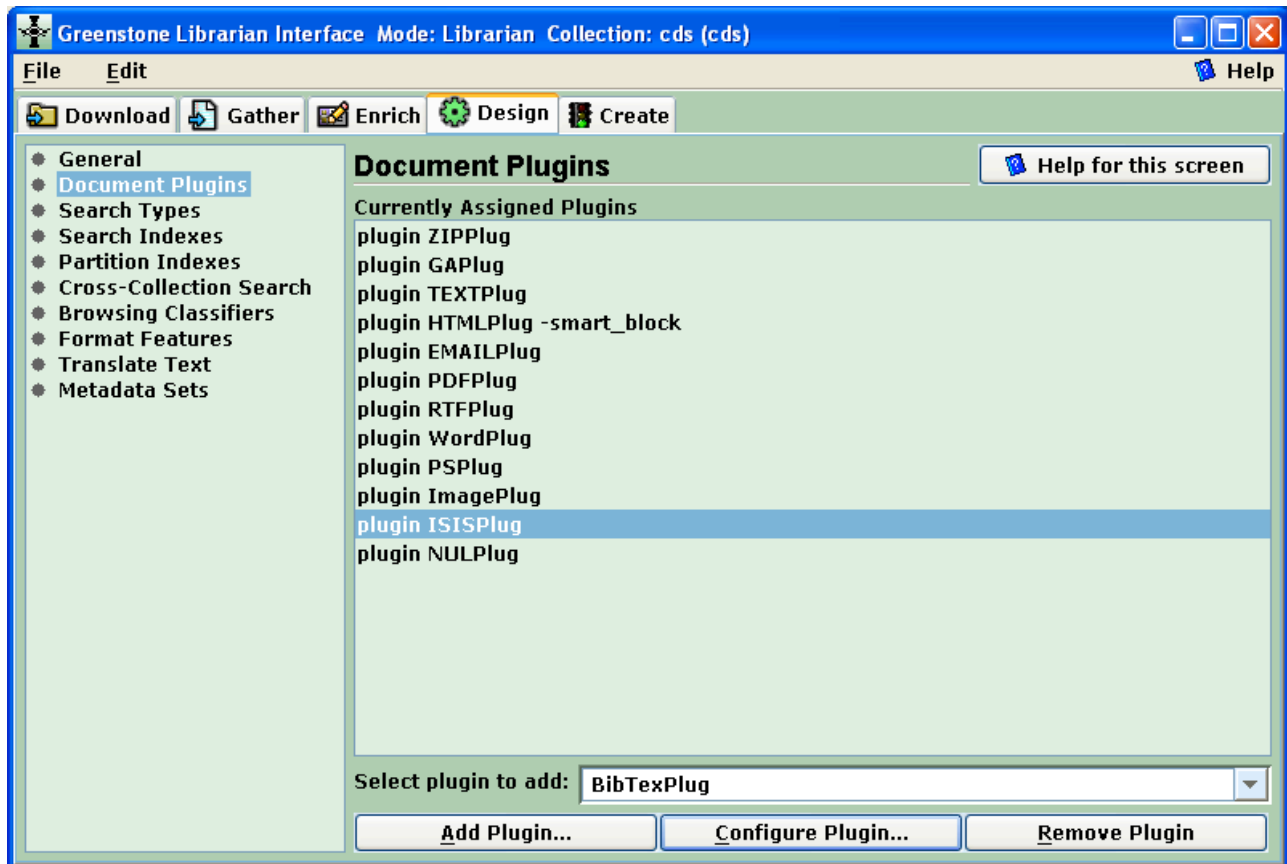 Greenstone Librarian Interface Mode: Librarian Collection: cds (cds)
File Edit Help
Download Gather Enrich Design Create
General
Document Plugins
Search Types
Search Indexes
Partition Indexes
Cross-Collection Search
Browsing Classifiers
Format Features
Translate Text
Metadata Sets
Document Plugins
Help for this screen
Currently Assigned Plugins
plugin ZIPPlug
plugin GAPlug
plugin TEXTPlug
plugin HTMLPlug -smart_block
plugin EMAILPlug
plugin PDFPlug
plugin RTFPlug
plugin WordPlug
plugin PSPlug
plugin ImagePlug
plugin ISISPlug
plugin NULPlug
Select plugin to add: BibTexPlug
Add Plugin... Configure Plugin... Remove Plugin